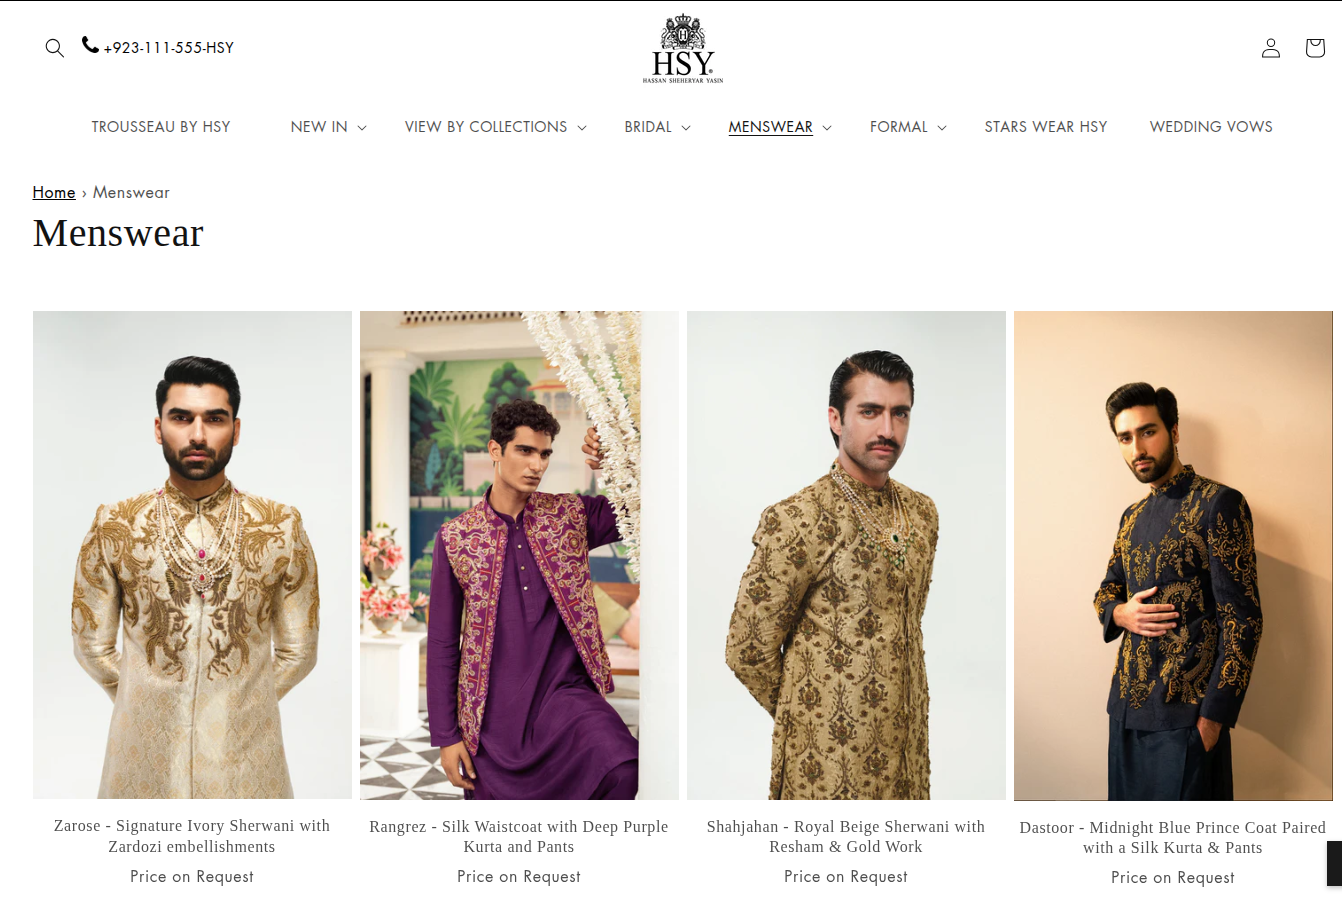 +923-111-555-HSY
H
HSY
HASSAN SHEHERYAR YASIN
TROUSSEAU BY HSY
NEW IN
VIEW BY COLLECTIONS
BRIDAL
MENSWEAR
FORMAL
STARS WEAR HSY
WEDDING VOWS
Home › Menswear
Menswear
Zarose - Signature Ivory Sherwani with
Zardozi embellishments
Price on Request
Rangrez - Silk Waistcoat with Deep Purple
Kurta and Pants
Price on Request
Shahjahan - Royal Beige Sherwani with
Resham & Gold Work
Price on Request
Dastoor - Midnight Blue Prince Coat Paired
with a Silk Kurta & Pants
Price on Request